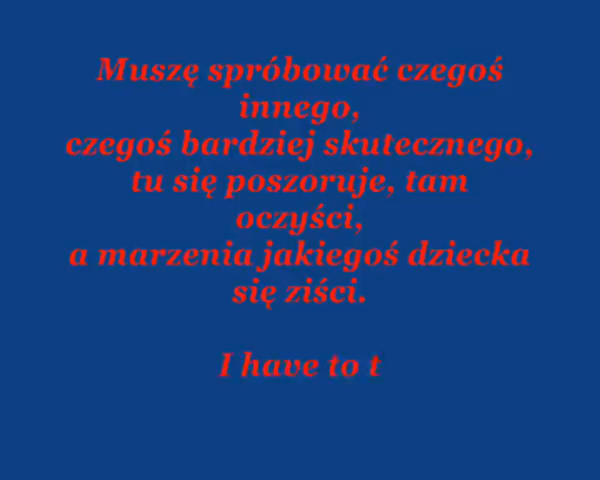 Muszę spróbować czegoś
innego,
czegoś bardziej skutecznego,
tu się poszoruje, tam
oczyści,
a marzenia jakiegoś dziecka
się ziści.
I have to t